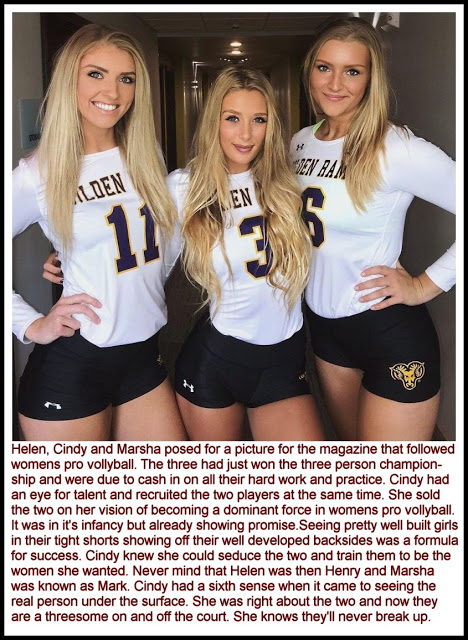 LDEN
11
EN R
3
OLDEN RAM
6
Helen, Cindy and Marsha posed for a picture for the magazine that followed
womens pro vollyball. The three had just won the three person champion-
ship and were due to cash in on all their hard work and practice. Cindy had
an eye for talent and recruited the two players at the same time. She sold
the two on her vision of becoming a dominant force in womens pro vollyball.
It was in it's infancy but already showing promise.Seeing pretty well built girls
in their tight shorts showing off their well developed backsides was a formula
for success. Cindy knew she could seduce the two and train them to be the
women she wanted. Never mind that Helen was then Henry and Marsha
was known as Mark. Cindy had a sixth sense when it came to seeing the
real person under the surface. She was right about the two and now they
are a threesome on and off the court. She knows they'll never break up.